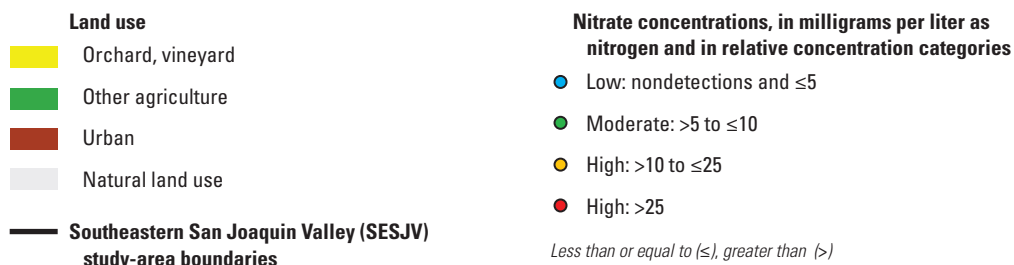 Land use
Orchard, vineyard
Other agriculture
Urban
Natural land use
Southeastern San Joaquin Valley (SESJV)
study-area boundaries
Nitrate concentrations, in milligrams per liter as
nitrogen and in relative concentration categories
Low: nondetections and ≤5
Moderate: >5 to ≤10
High: >10 to ≤25
High: >25
Less than or equal to (≤), greater than (>)